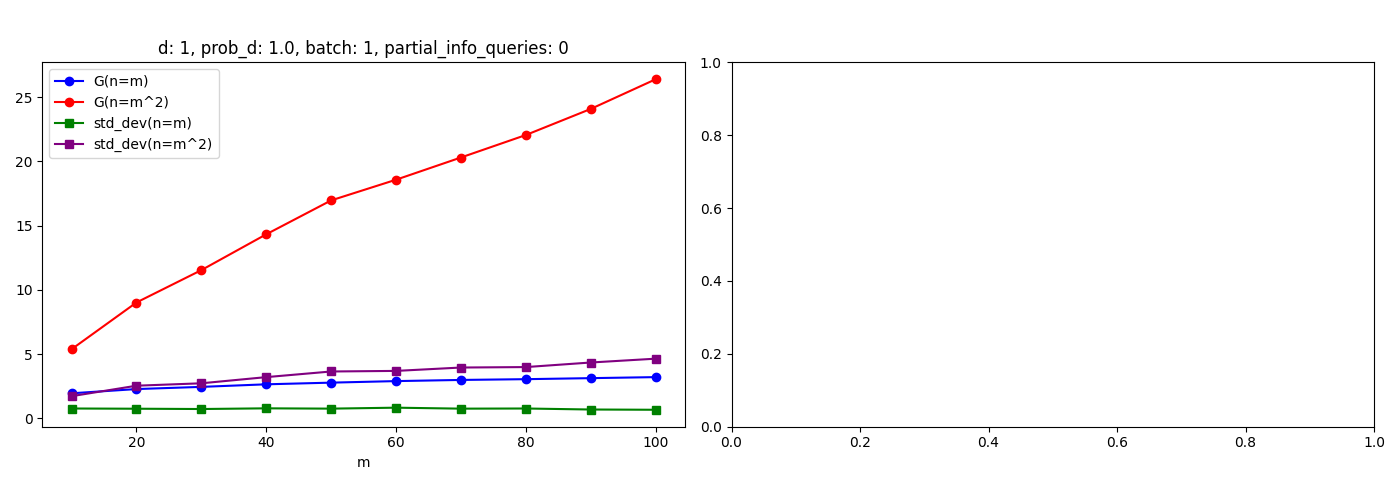 d: 1, prob_d: 1.0, batch: 1, partial_info_queries: 0
G(n=m)
G(n=m^2)
std_dev(n=m)
std_dev(n=m^2)
25
20
15
10
5
0
20 40 60 80 100
m
1.0
0.8
0.6
0.4
0.2
0.0
0.0 0.2 0.4 0.6 0.8 1.0